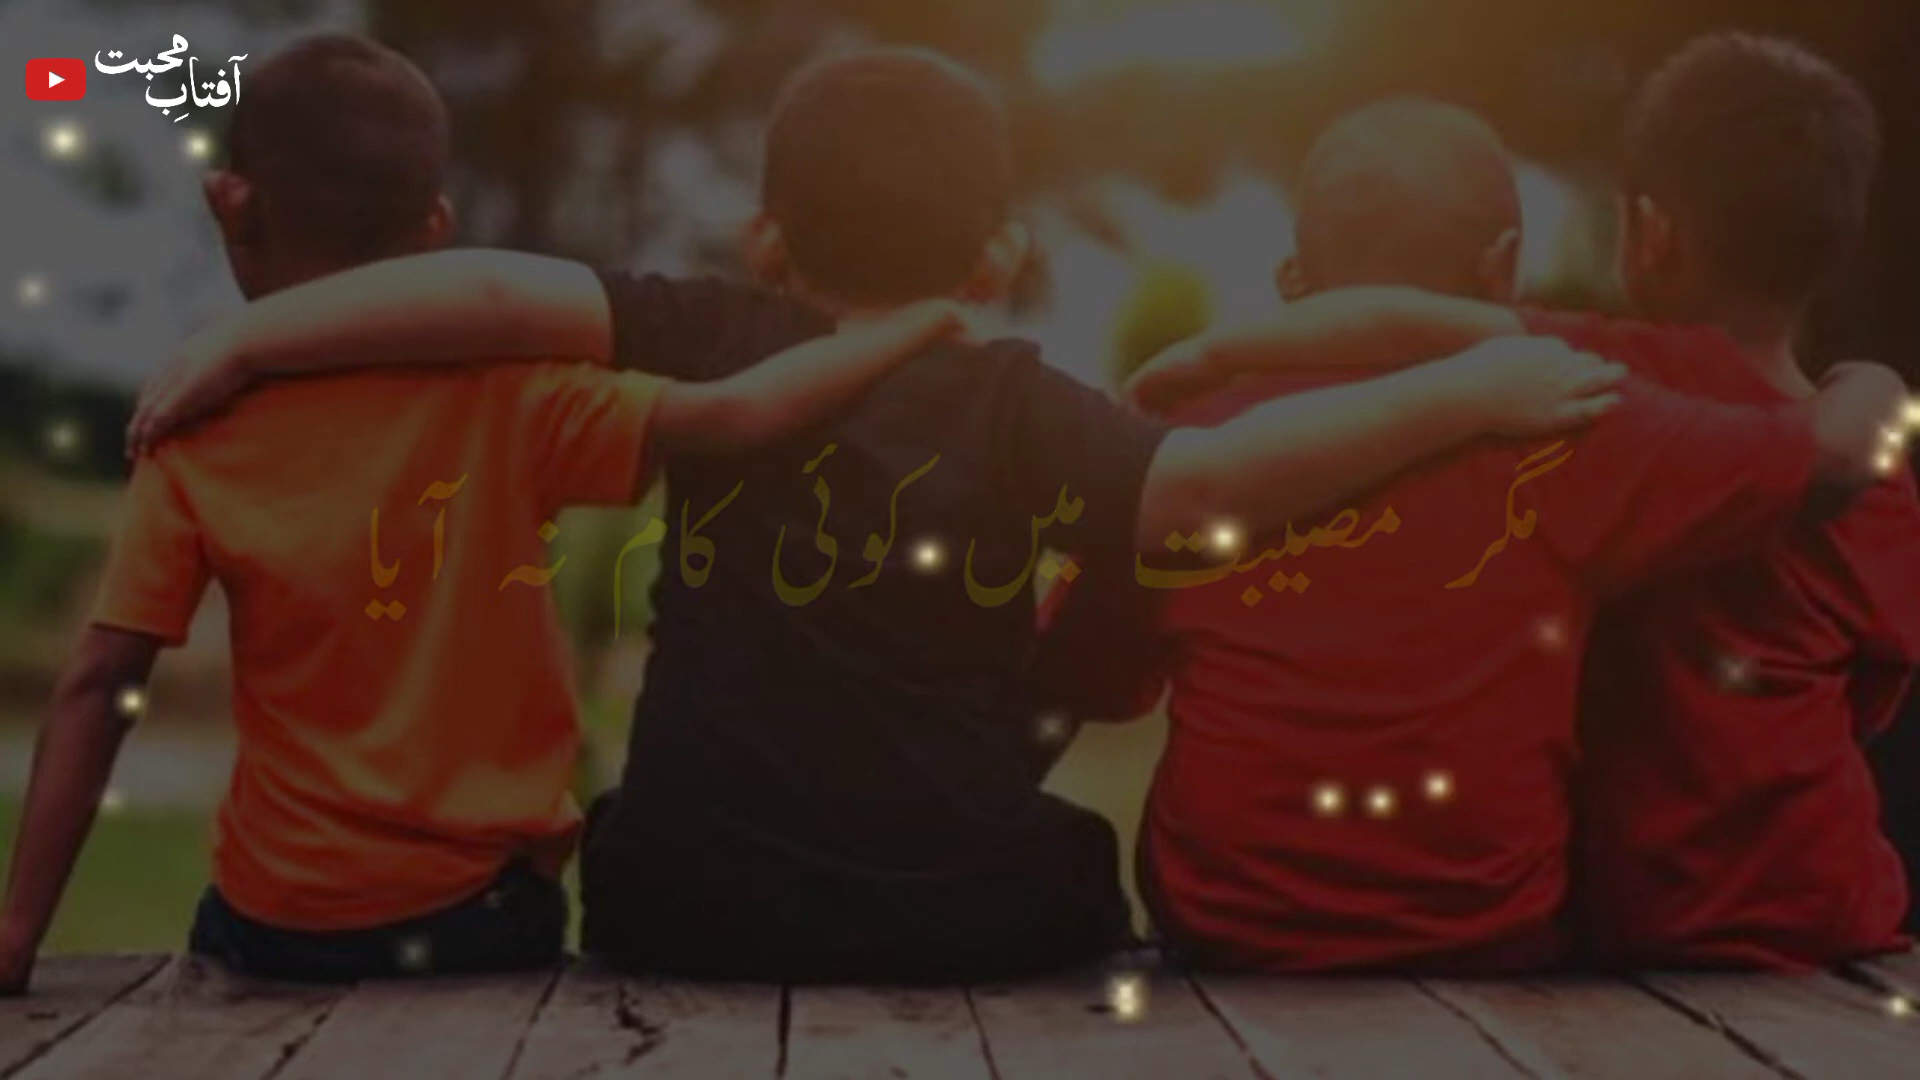 آفتابِ محبت
مگر مصیبت میں کوئی کام نہ آیا